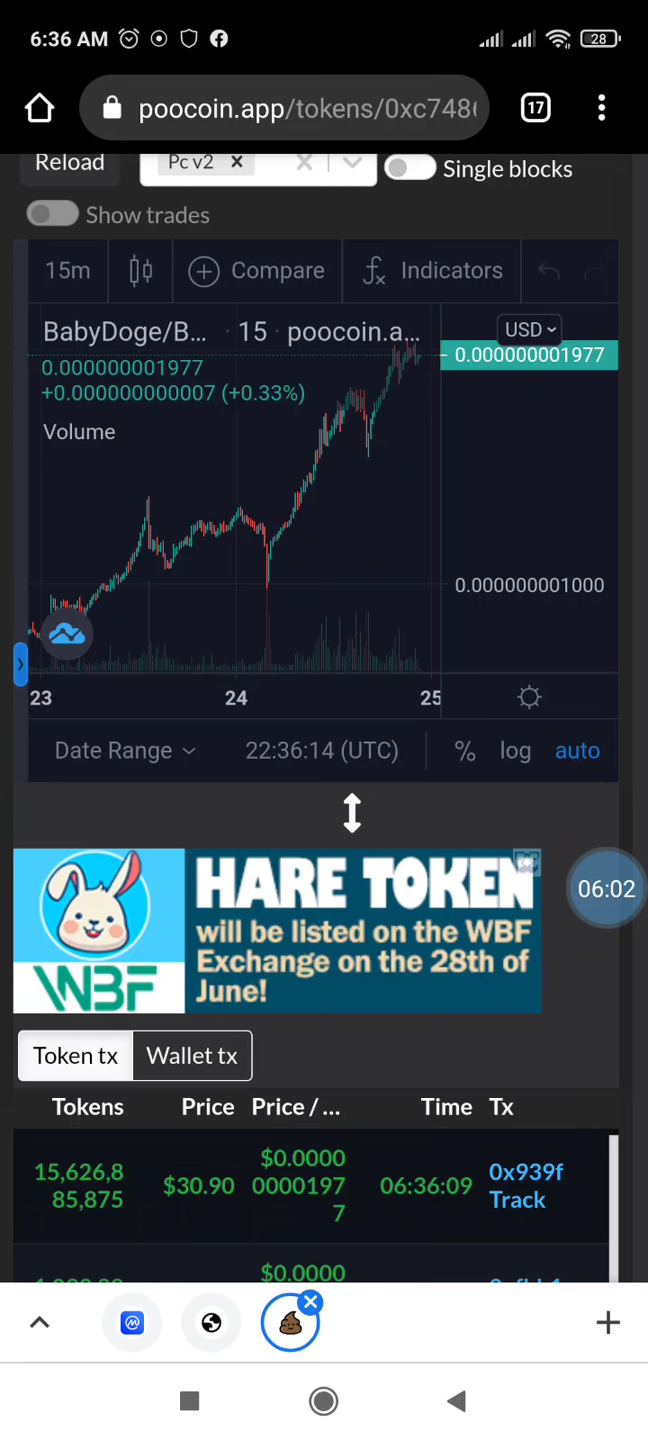 6:36 AM
28
poocoin.app/tokens/0xc748
17
Reload
Pc v2
Single blocks
Show trades
15m
Compare
Indicators
BabyDoge/B... · 15 · poocoin.a...
USD
0.000000001977
0.000000001977
+0.000000000007 (+0.33%)
Volume
0.000000001000
23
24
25
Date Range
22:36:14 (UTC)
%
log
auto
HARE TOKEN
will be listed on the WBF
Exchange on the 28th of
June!
WBF
06:02
Token tx
Wallet tx
Tokens
Price
Price / ...
Time
Tx
15,626,8
85,875
$30.90
$0.0000
0000197
7
06:36:09
0x939f
Track
$0.0000